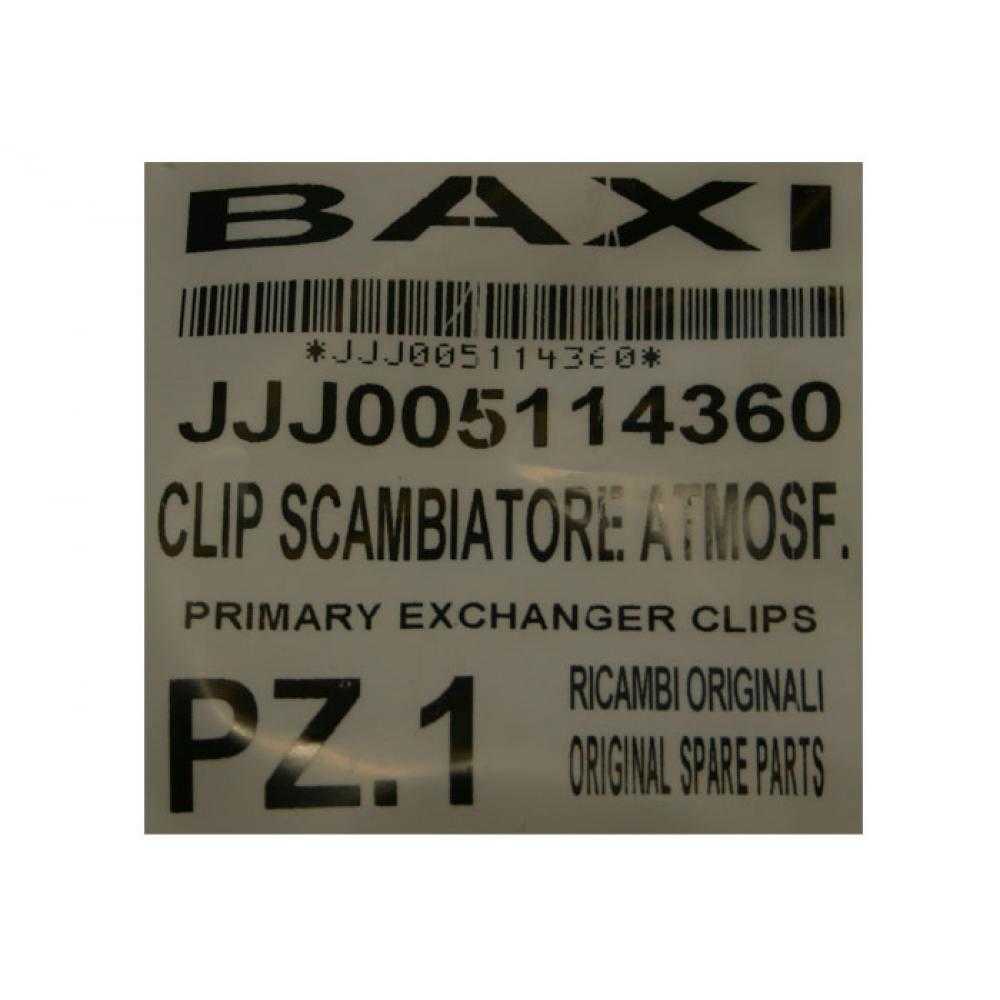 BAXI
*JJJ005114360*
JJJ005114360
CLIP SCAMBIATORE ATMOSF.
PRIMARY EXCHANGER CLIPS
PZ.1
RICAMBI ORIGINALI
ORIGINAL SPARE PARTS